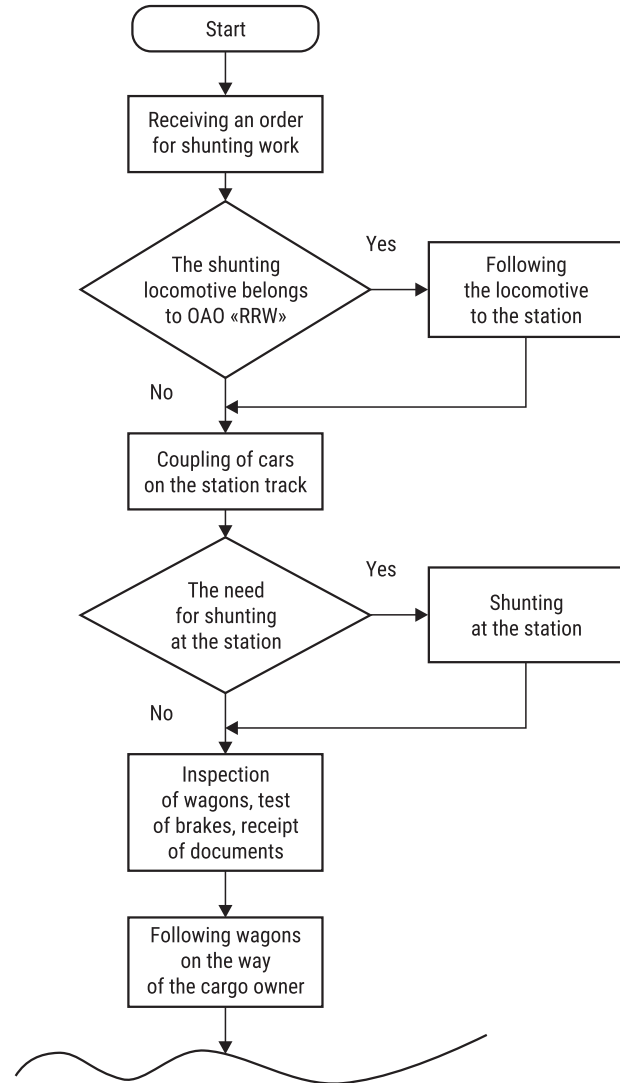 Start
Receiving an order
for shunting work
The shunting
locomotive belongs
to OAO «RRW»
Yes
Following
the locomotive
to the station
No
Coupling of cars
on the station track
The need
for shunting
at the station
Yes
Shunting
at the station
No
Inspection
of wagons, test
of brakes, receipt
of documents
Following wagons
on the way
of the cargo owner